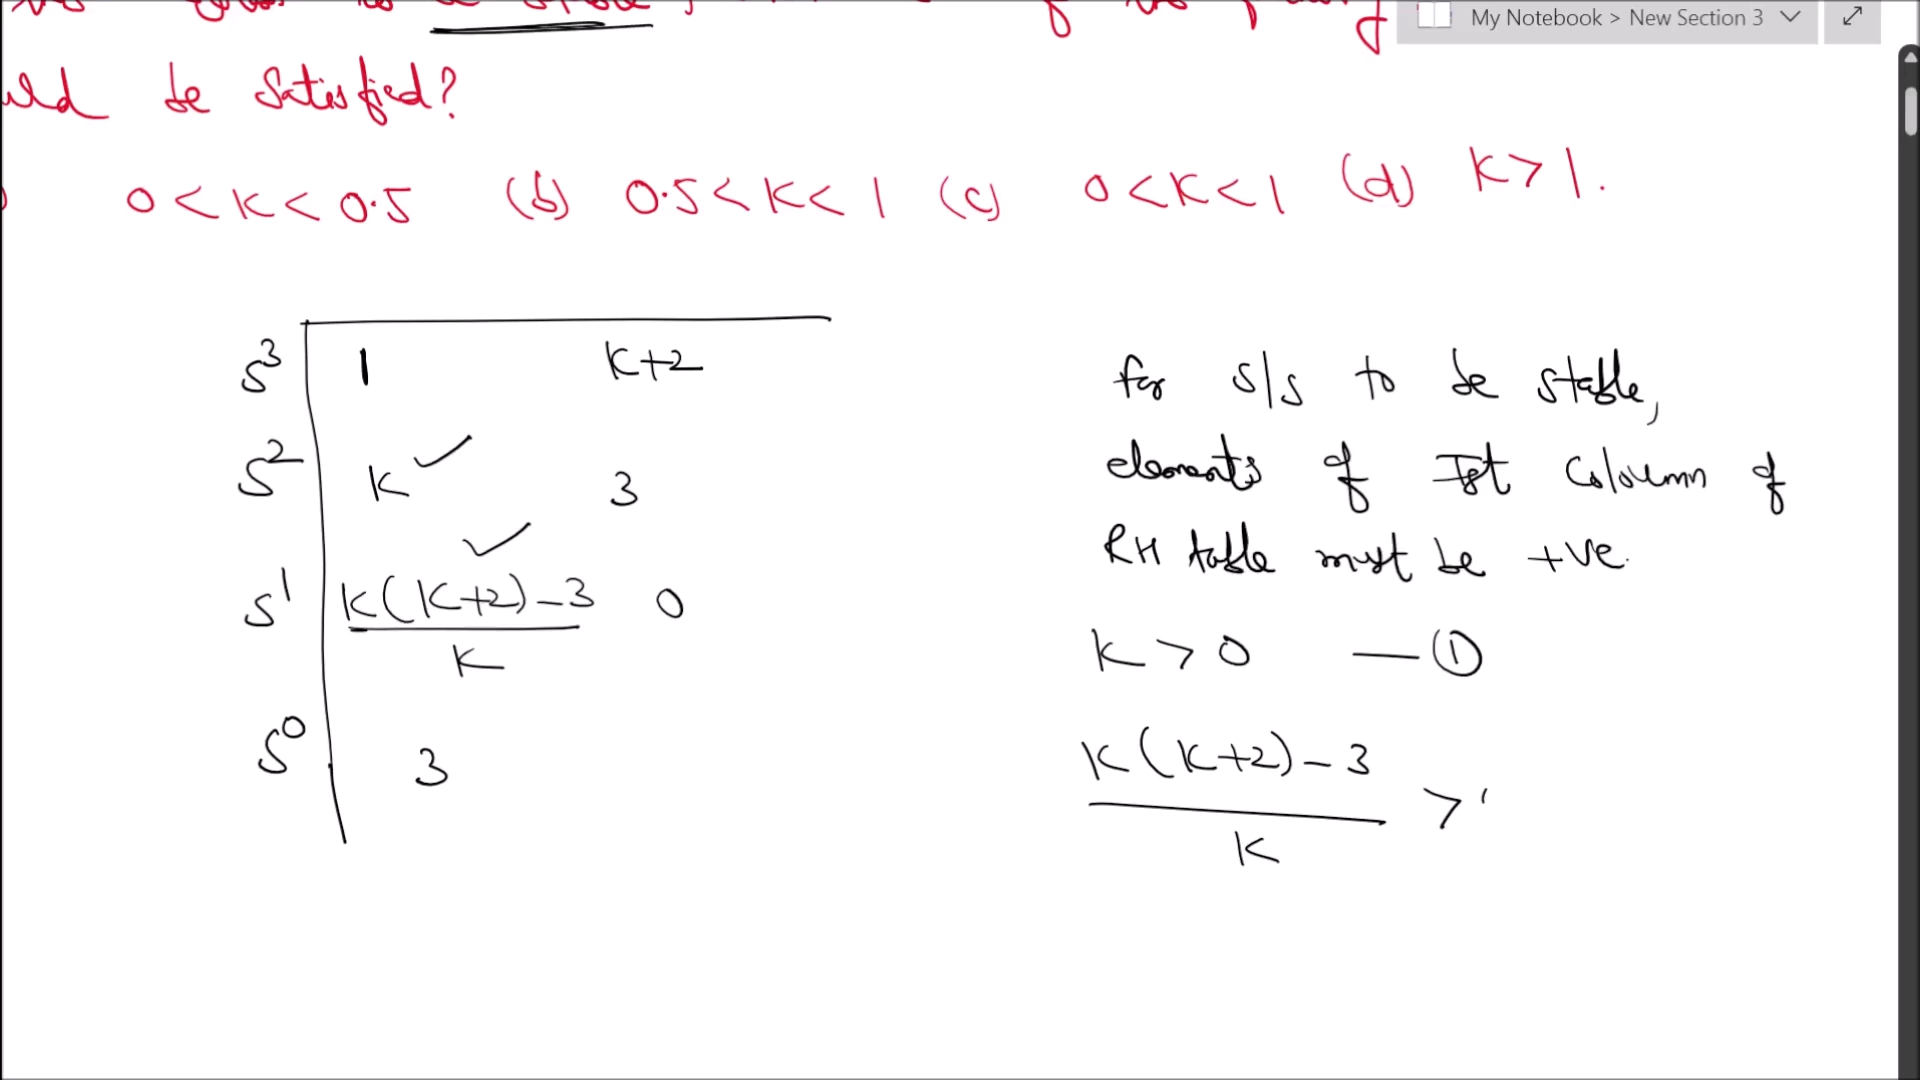 My Notebook > New Section 3
be satisfied?
0 < K < 0.5 (b) 0.5 < K < 1 (c) 0 < K < 1 (d) K > 1.
S³ 1 K+2
S² K ✓ 3
S¹ K(K+2)-3 / K ✓ 0
S⁰ 3
for s/s to be stable,
elements of Ist Coloumn of
RH table must be +ve.
K > 0 — ①
K(K+2) - 3 / K >